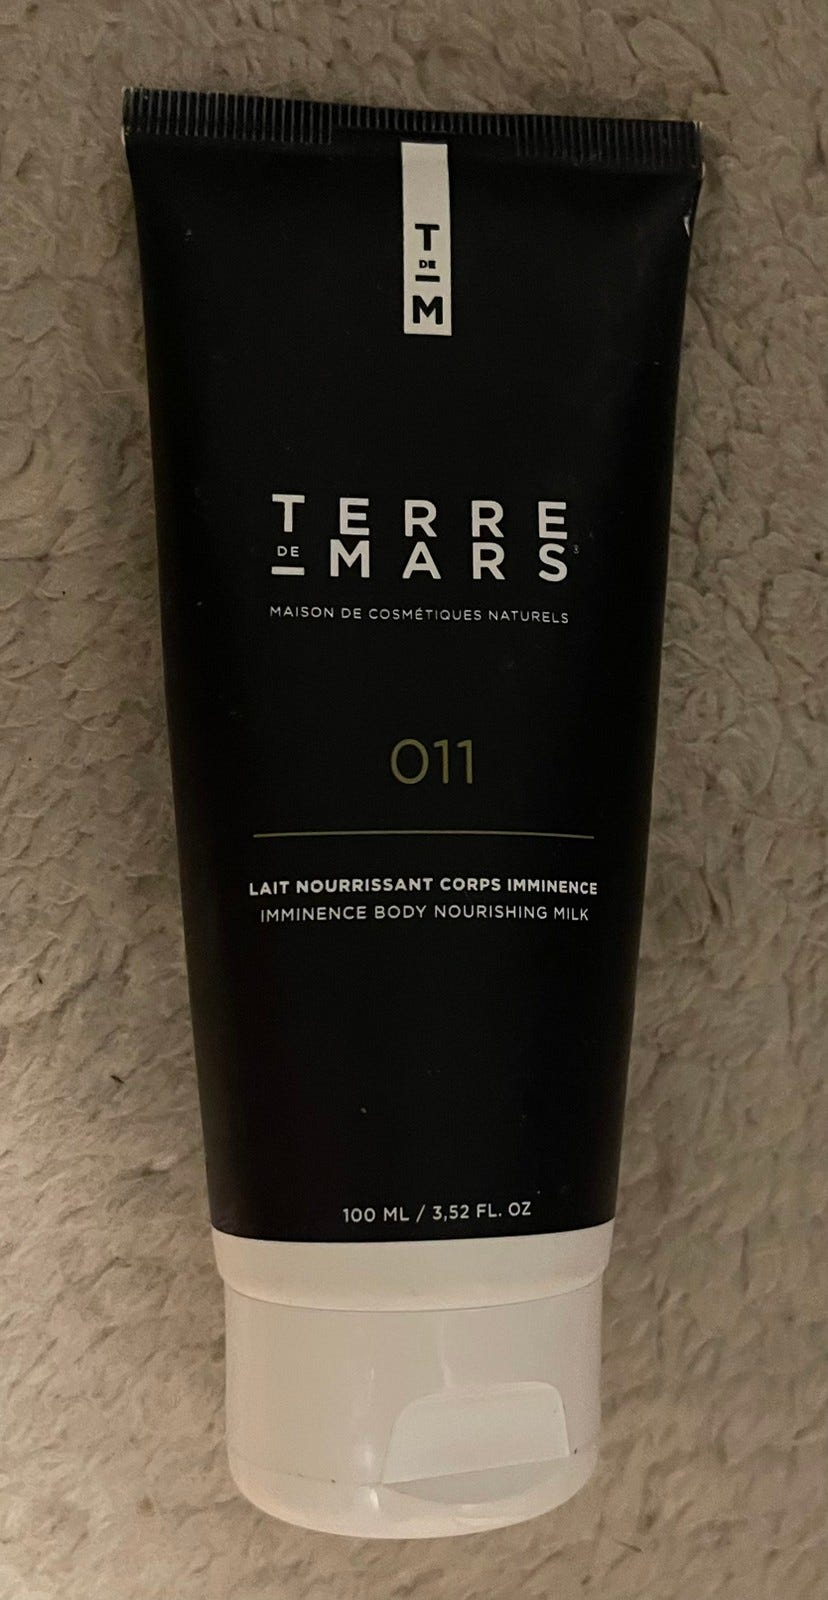 T
DE
M
TERRE
DE MARS
MAISON DE COSMÉTIQUES NATURELS
011
LAIT NOURRISSANT CORPS IMMINENCE
IMMINENCE BODY NOURISHING MILK
100 ML / 3,52 FL. OZ